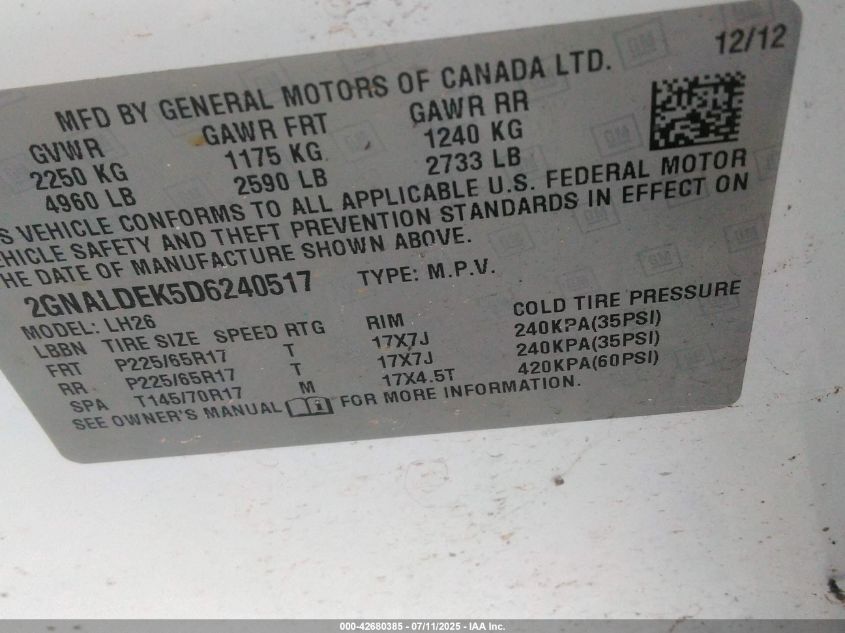 MFD BY GENERAL MOTORS OF CANADA LTD. 12/12
GVWR GAWR FRT GAWR RR
2250 KG 1175 KG 1240 KG
4960 LB 2590 LB 2733 LB
S VEHICLE CONFORMS TO ALL APPLICABLE U.S. FEDERAL MOTOR
EHICLE SAFETY AND THEFT PREVENTION STANDARDS IN EFFECT ON
HE DATE OF MANUFACTURE SHOWN ABOVE.
2GNALDEK5D6240517 TYPE: M.P.V.
MODEL: LH26
LBBN TIRE SIZE SPEED RTG RIM COLD TIRE PRESSURE
FRT P225/65R17 T 17X7J 240KPA(35PSI)
RR P225/65R17 T 17X7J 240KPA(35PSI)
SPA T145/70R17 M 17X4.5T 420KPA(60PSI)
SEE OWNER'S MANUAL i FOR MORE INFORMATION.
000-42680385 - 07/11/2025 - IAA Inc.